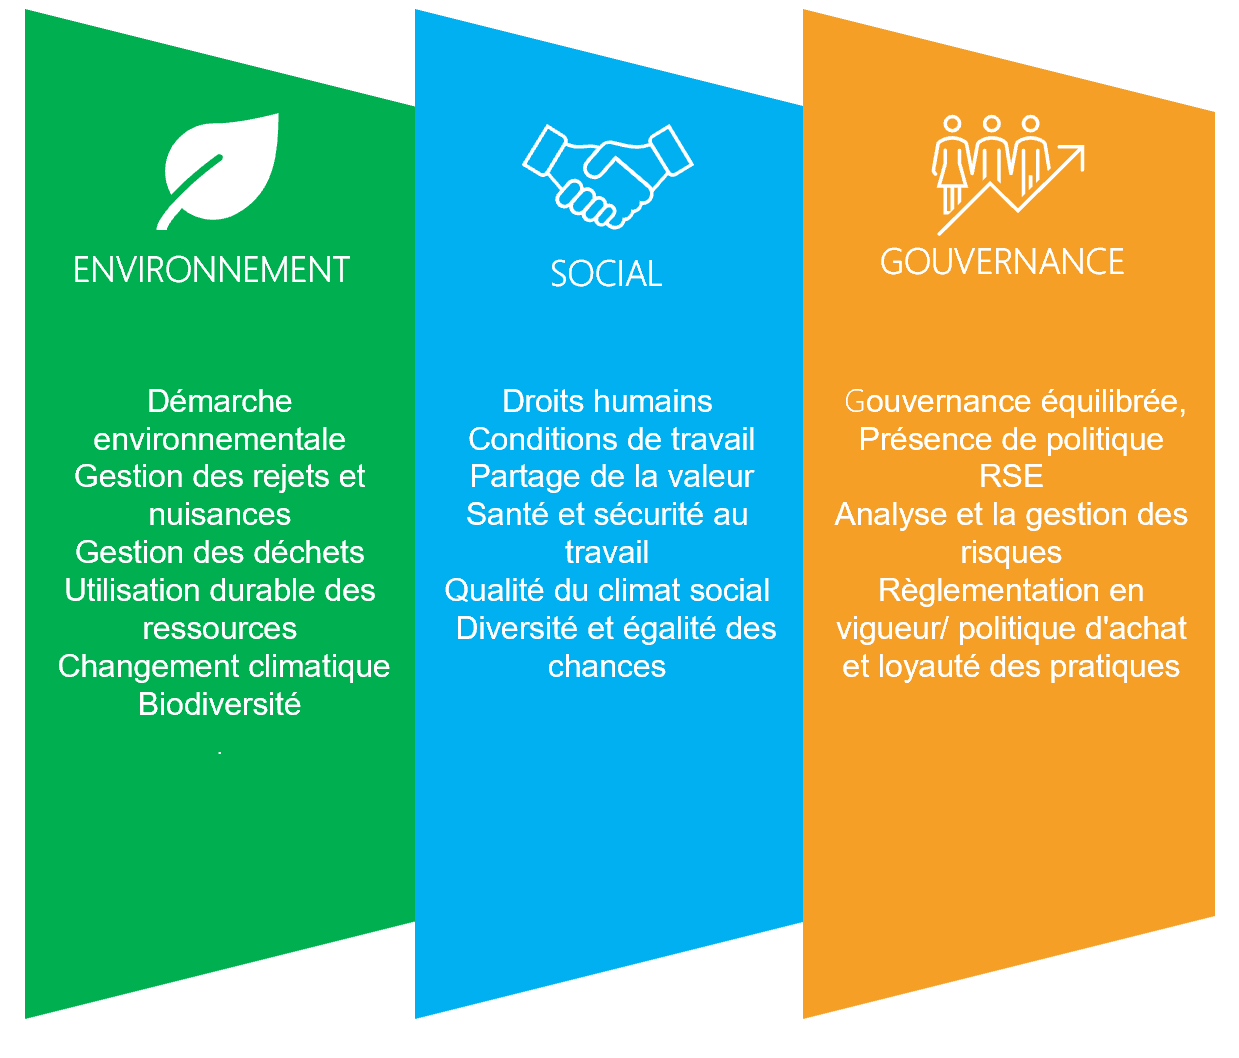 ENVIRONNEMENT
Démarche
environnementale
Gestion des rejets et
nuisances
Gestion des déchets
Utilisation durable des
ressources
Changement climatique
Biodiversité
.
SOCIAL
Droits humains
Conditions de travail
Partage de la valeur
Santé et sécurité au
travail
Qualité du climat social
Diversité et égalité des
chances
GOUVERNANCE
Gouvernance équilibrée,
Présence de politique
RSE
Analyse et la gestion des
risques
Règlementation en
vigueur/ politique d'achat
et loyauté des pratiques